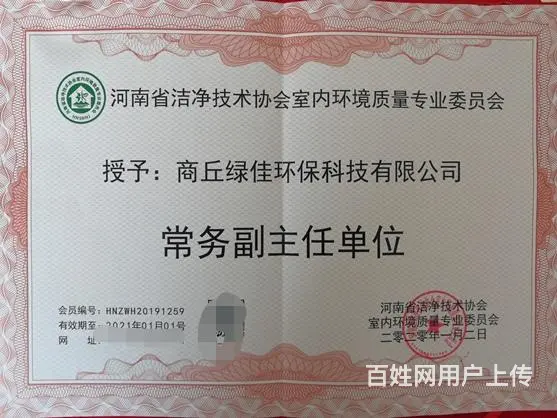 河南省洁净技术协会室内环境质量专业委员会
授予：商丘绿佳环保科技有限公司
常务副主任单位
会员编号：HNZWH20191259
有效期至：2021年01月01号
网 址：
河南省洁净技术协会
室内环境质量专业委员会
二零二零年一月二日
百姓网用户上传